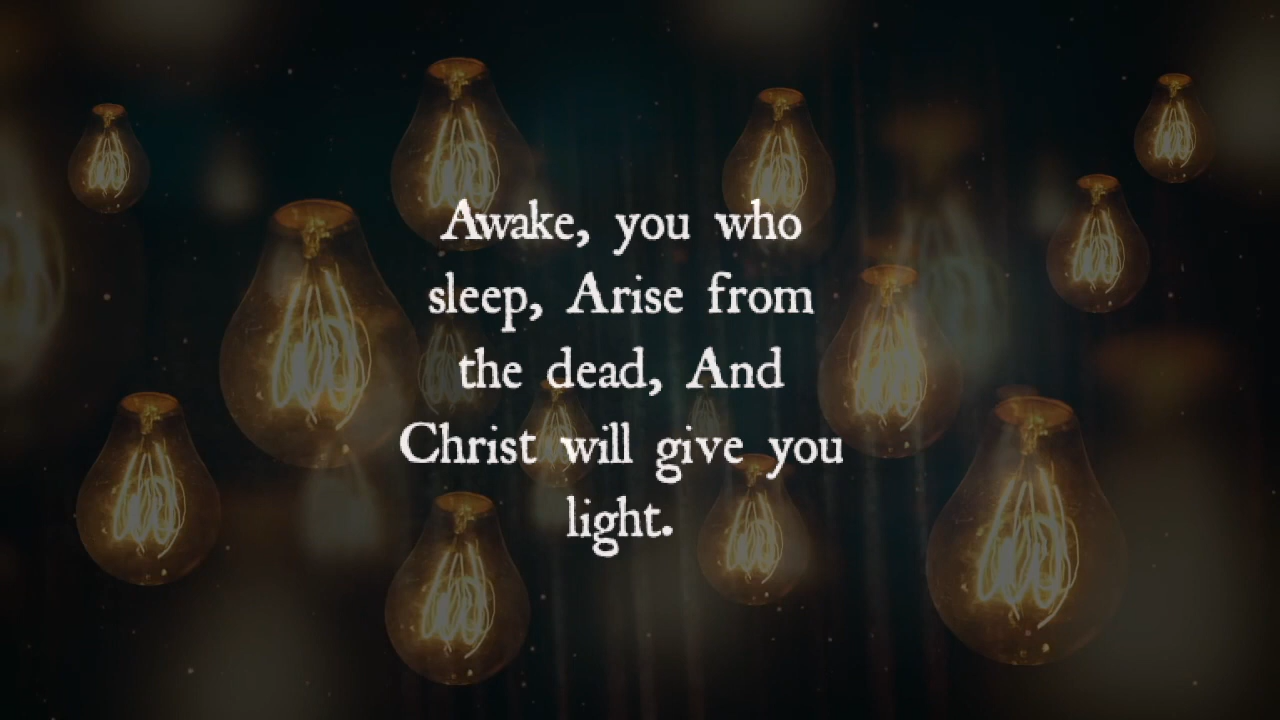 Awake, you who
sleep, Arise from
the dead, And
Christ will give you
light.